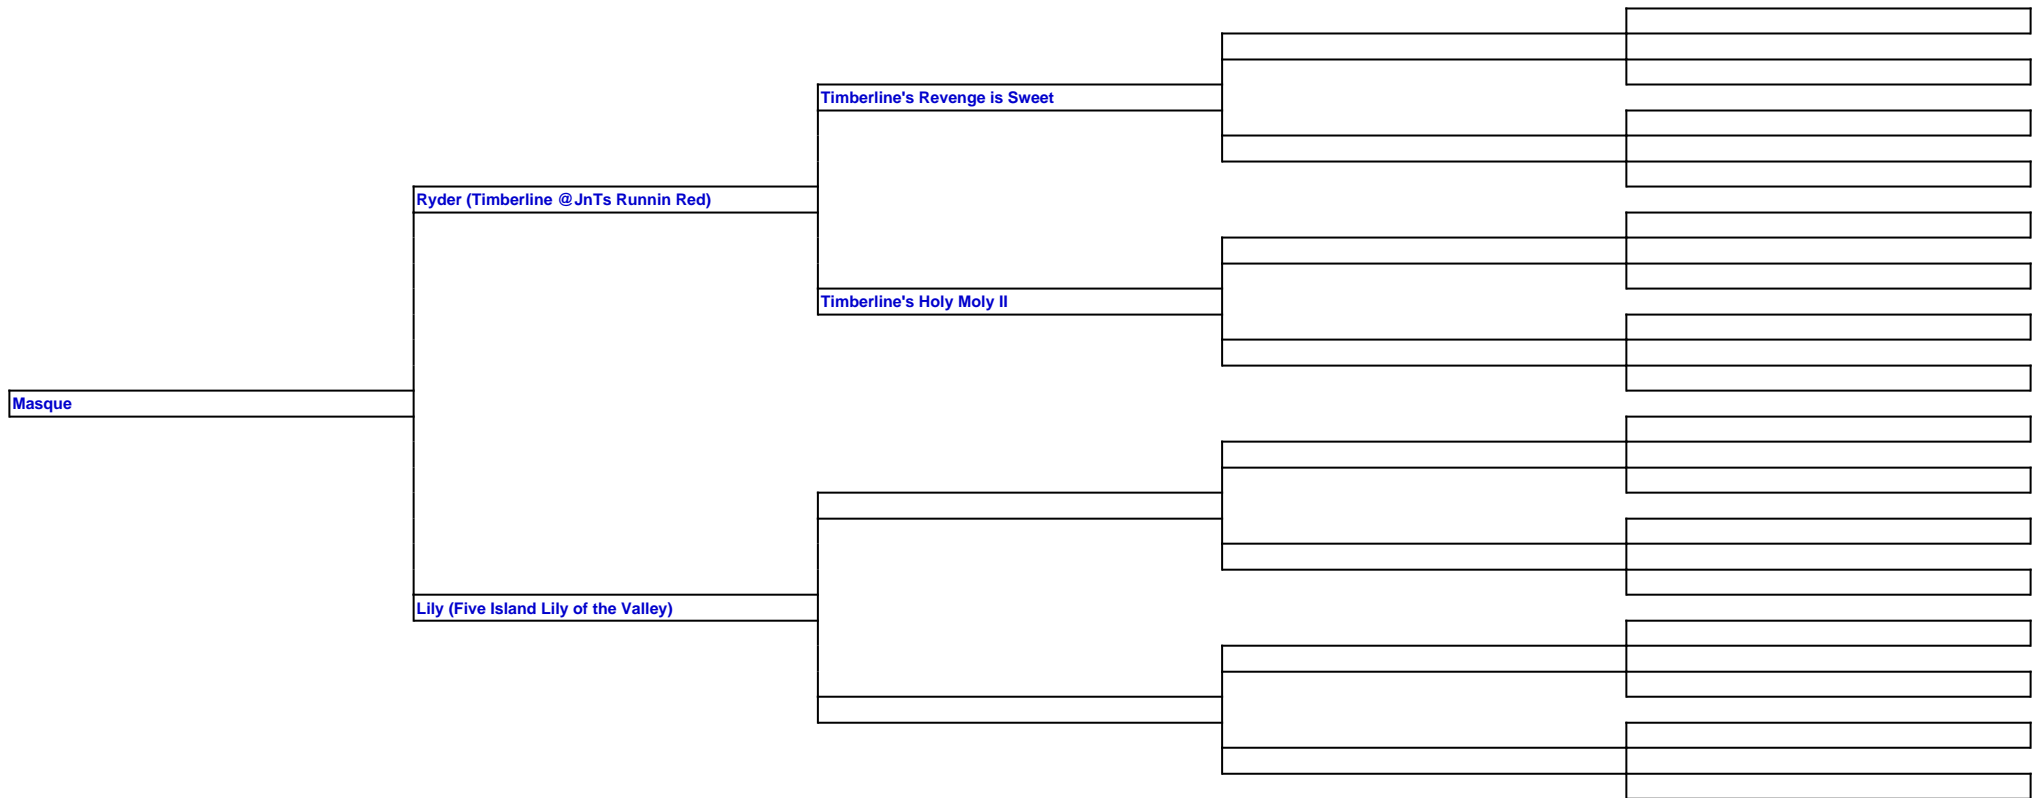 Timberline's Revenge is Sweet
Ryder (Timberline @JnTs Runnin Red)
Timberline's Holy Moly II
Masque
Lily (Five Island Lily of the Valley)